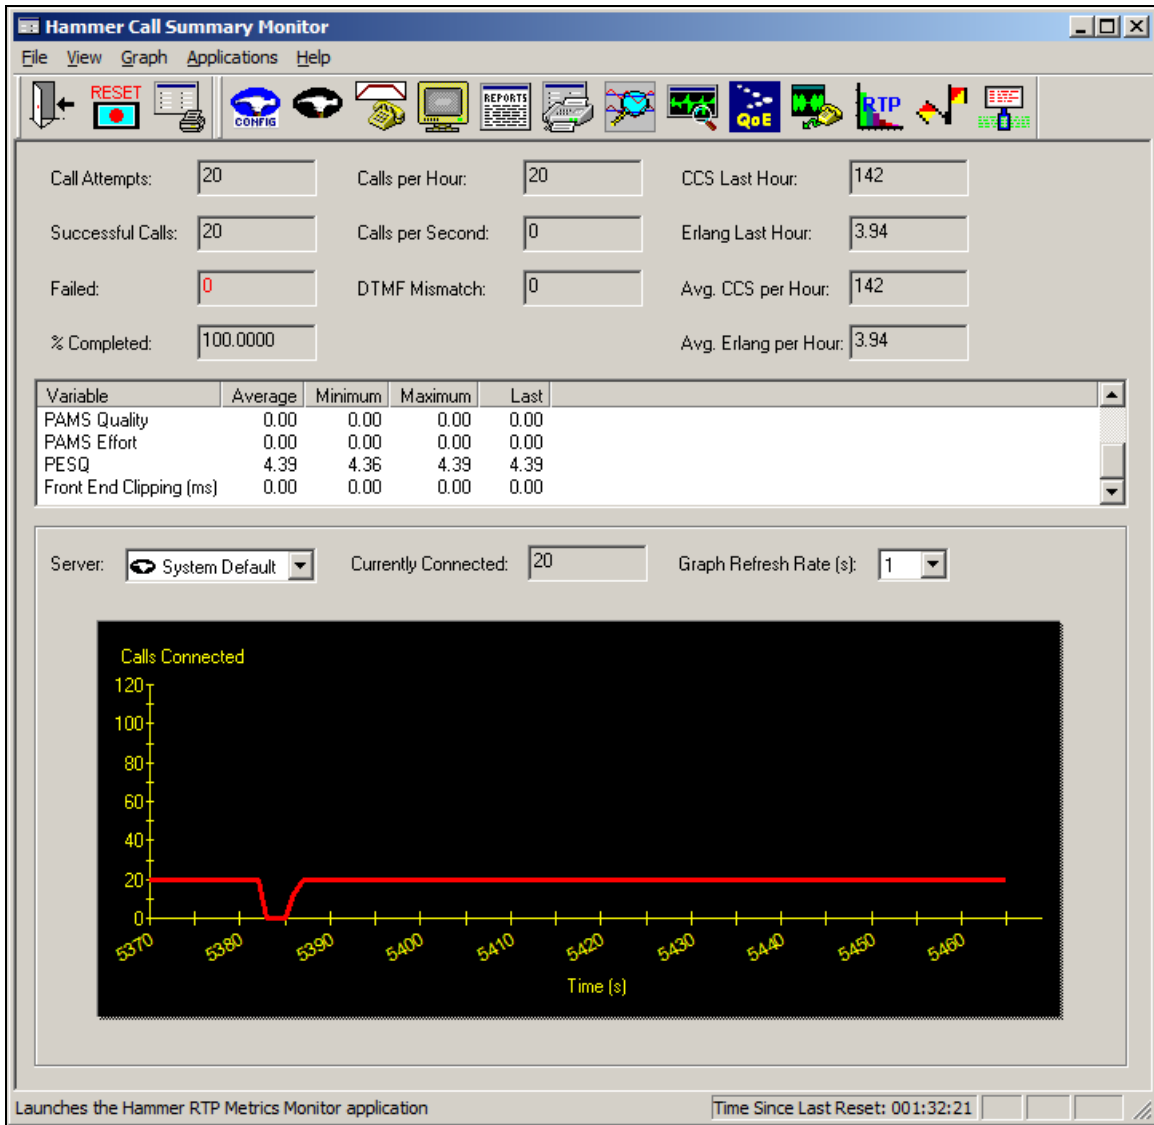 Hammer Call Summary Monitor
File View Graph Applications Help
RESET CONFIG REPORTS QoE RTP
Call Attempts: 20 Calls per Hour: 20 CCS Last Hour: 142
Successful Calls: 20 Calls per Second: 0 Erlang Last Hour: 3.94
Failed: 0 DTMF Mismatch: 0 Avg. CCS per Hour: 142
% Completed: 100.0000 Avg. Erlang per Hour: 3.94
Variable Average Minimum Maximum Last
PAMS Quality 0.00 0.00 0.00 0.00
PAMS Effort 0.00 0.00 0.00 0.00
PESQ 4.39 4.36 4.39 4.39
Front End Clipping (ms) 0.00 0.00 0.00 0.00
Server: System Default Currently Connected: 20 Graph Refresh Rate (s): 1
Calls Connected
120
100
80
60
40
20
0
5370 5380 5390 5400 5410 5420 5430 5440 5450 5460
Time (s)
Launches the Hammer RTP Metrics Monitor application Time Since Last Reset: 001:32:21